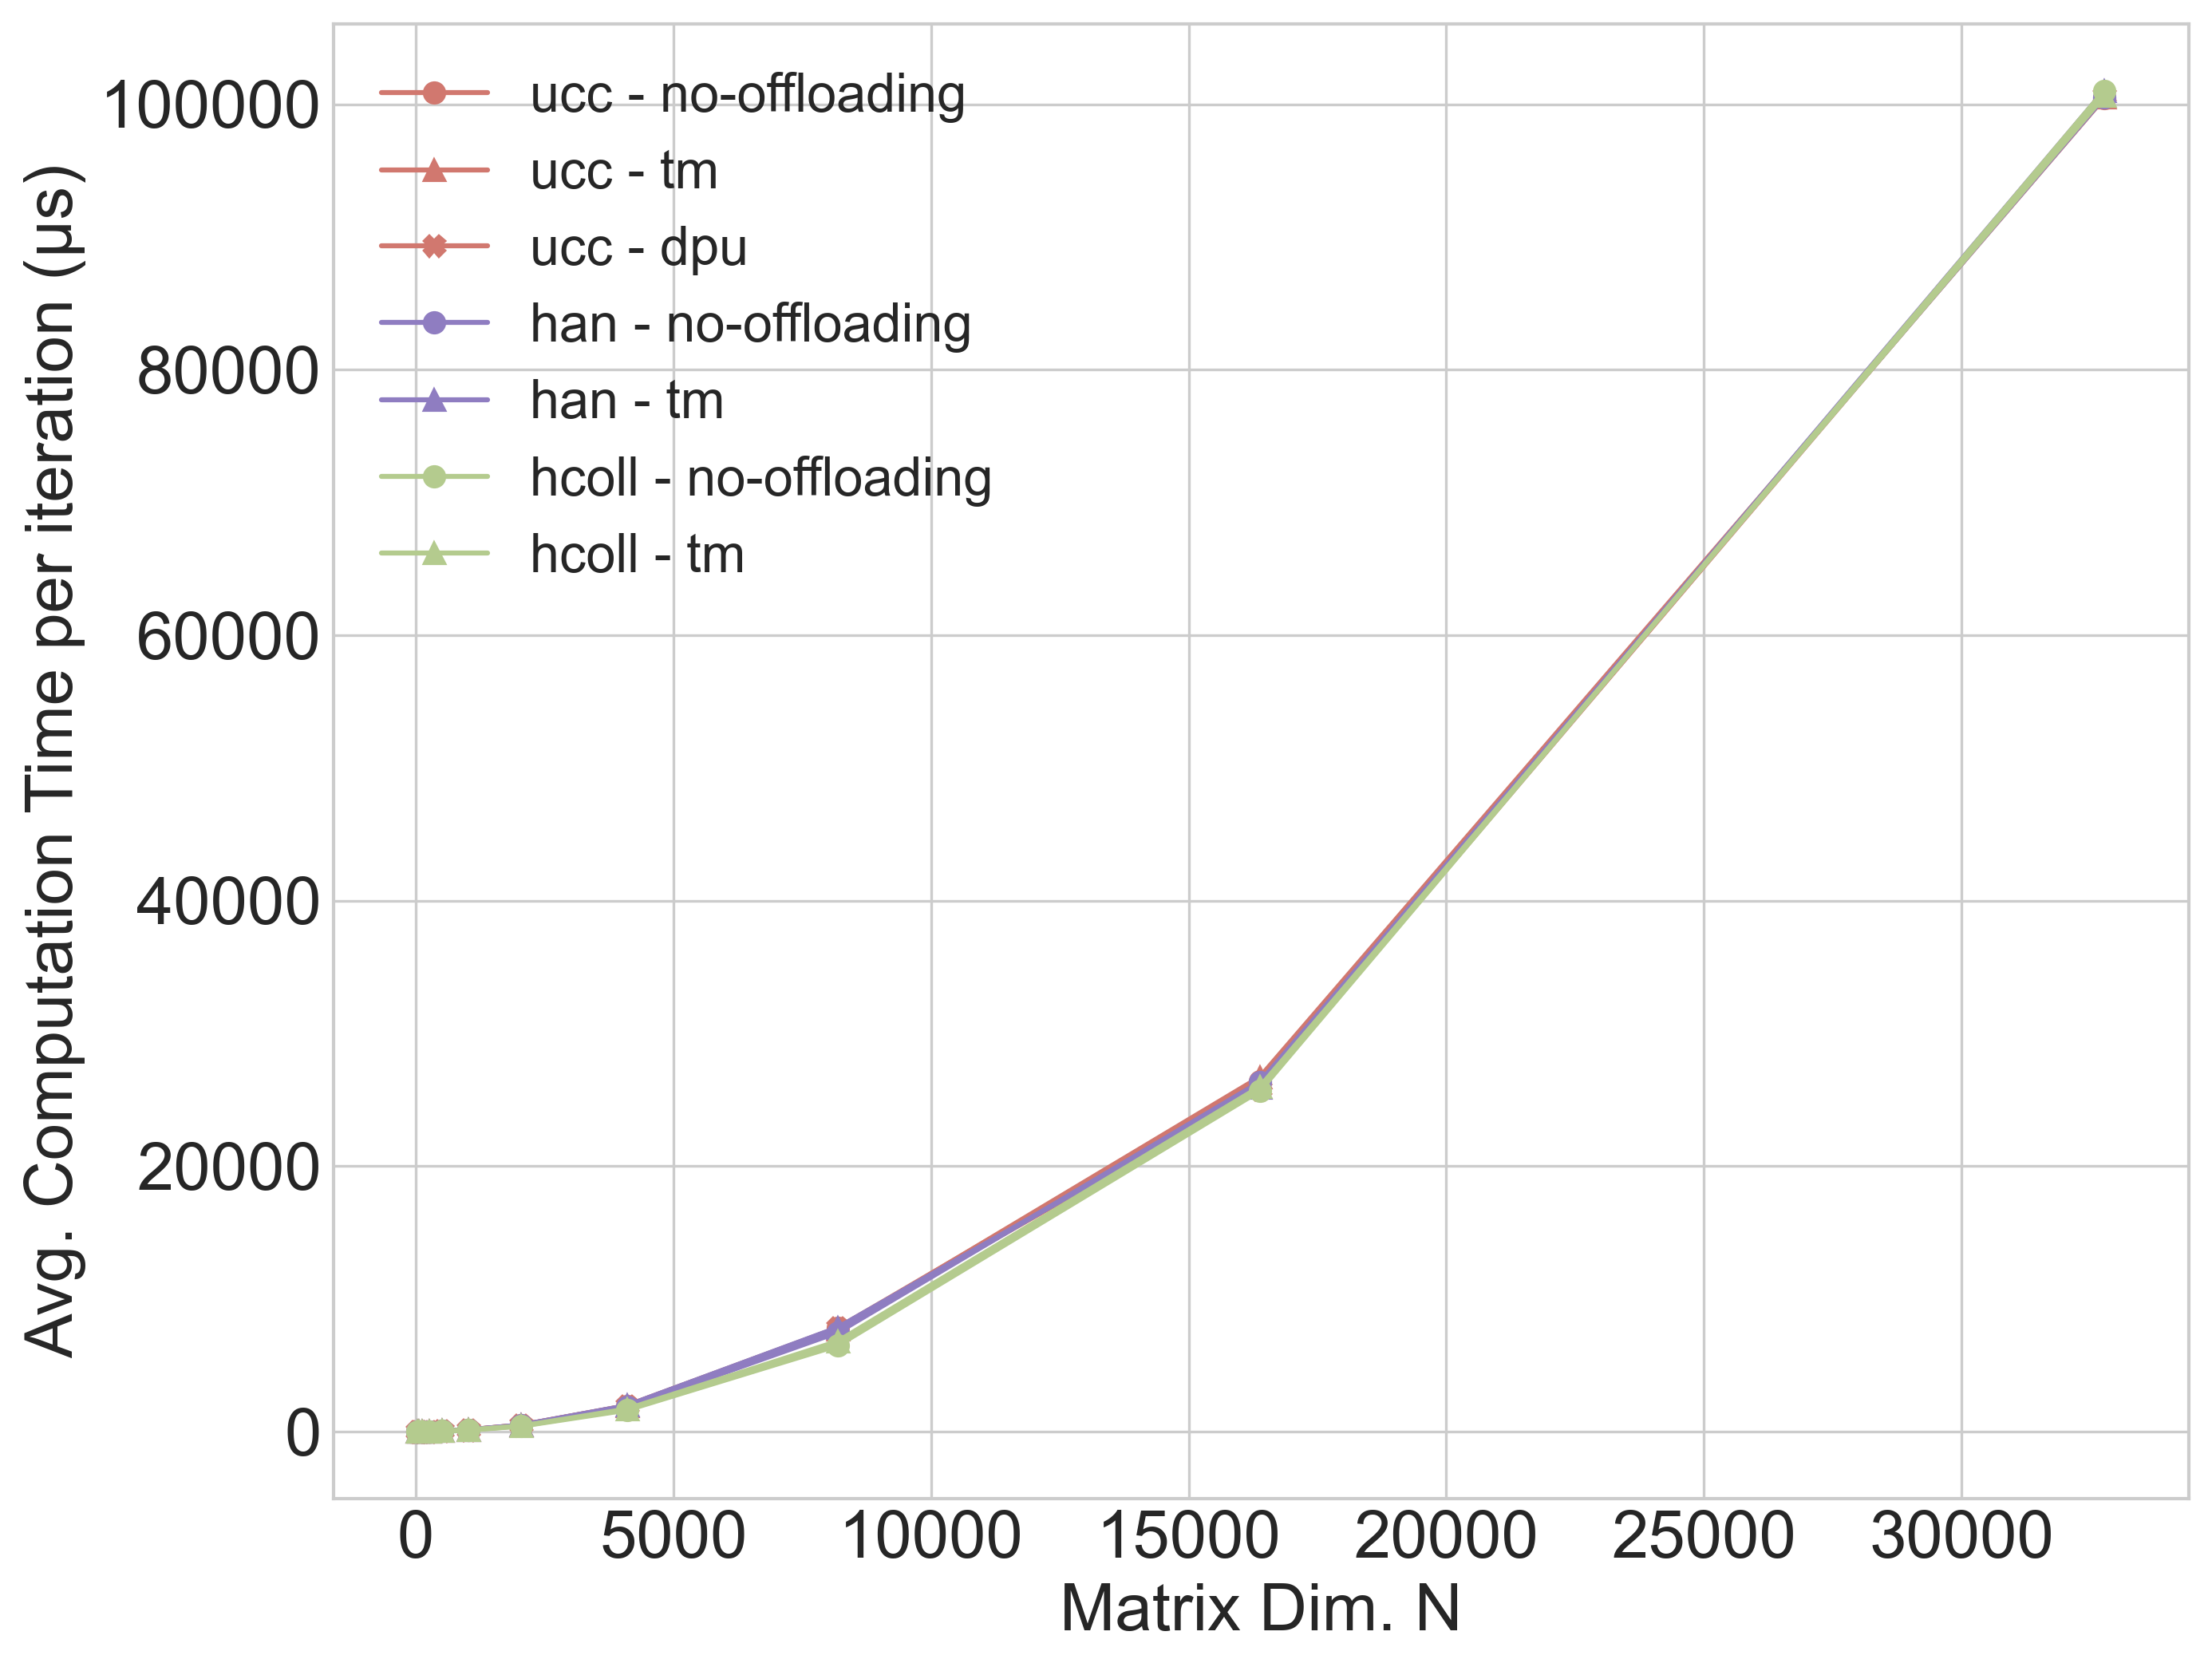 100000
80000
60000
40000
20000
0
Avg. Computation Time per iteration (μs)
ucc - no-offloading
ucc - tm
ucc - dpu
han - no-offloading
han - tm
hcoll - no-offloading
hcoll - tm
0 5000 10000 15000 20000 25000 30000
Matrix Dim. N